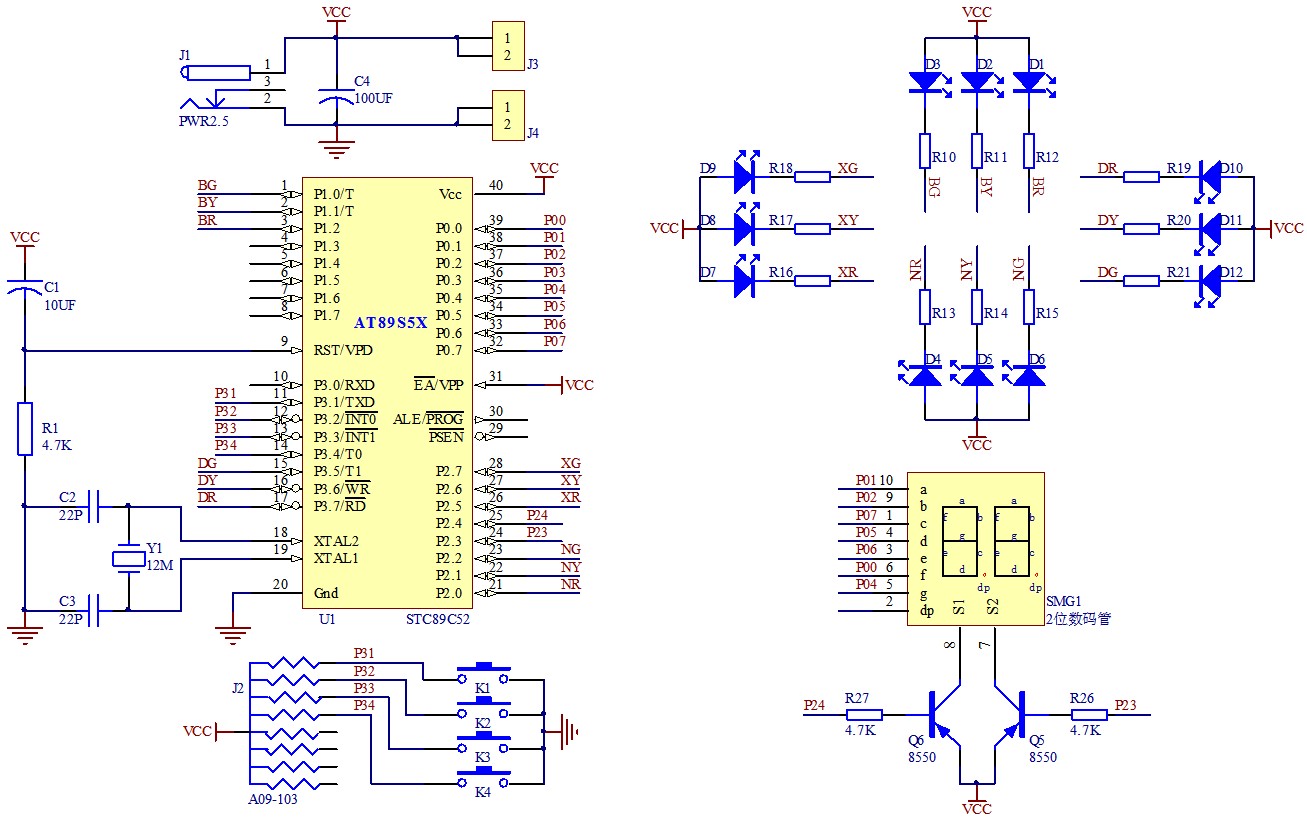 VCC
J1
1
3
2
PWR2.5
C4
100UF
1
2
J3
1
2
J4
VCC
C1
10UF
R1
4.7K
C2
22P
Y1
12M
C3
22P
BG 1 P1.0/T
BY 2 P1.1/T
BR 3 P1.2
4 P1.3
5 P1.4
6 P1.5
7 P1.6
8 P1.7
9 RST/VPD
10 P3.0/RXD
P31 11 P3.1/TXD
P32 12 P3.2/INT0
P33 13 P3.3/INT1
P34 14 P3.4/T0
DG 15 P3.5/T1
DY 16 P3.6/WR
DR 17 P3.7/RD
18 XTAL2
19 XTAL1
20 Gnd
AT89S5X
VCC
Vcc 40
P0.0 39 P00
P0.1 38 P01
P0.2 37 P02
P0.3 36 P03
P0.4 35 P04
P0.5 34 P05
P0.6 33 P06
P0.7 32 P07
EA/VPP 31 VCC
ALE/PROG 30
PSEN 29
P2.7 28 XG
P2.6 27 XY
P2.5 26 XR
P2.4 25 P24
P2.3 24 P23
P2.2 23 NG
P2.1 22 NY
P2.0 21 NR
U1 STC89C52
J2
VCC
A09-103
P31
P32
P33
P34
K1
K2
K3
K4
VCC
D3 D2 D1
R10 R11 R12
BG BY BR
D9 R18 XG
VCC D8 R17 XY
D7 R16 XR
DR R19 D10
DY R20 D11 VCC
DG R21 D12
NR NY NG
R13 R14 R15
D4 D5 D6
VCC
P01 10 a
P02 9 b
P07 1 c
P05 4 d
P06 3 e
P00 6 f
P04 5 g
2 dp
a a
f b f b
g g
e c e c
d d
dp dp
S1 S2
SMG1
2位数码管
8 7
P24 R27
4.7K
Q6
8550
R26 P23
4.7K
Q5
8550
VCC